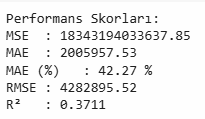 Performans Skorları:
MSE  : 18343194033637.85
MAE  : 2005957.53
MAE (%)   : 42.27 %
RMSE : 4282895.52
R²   : 0.3711